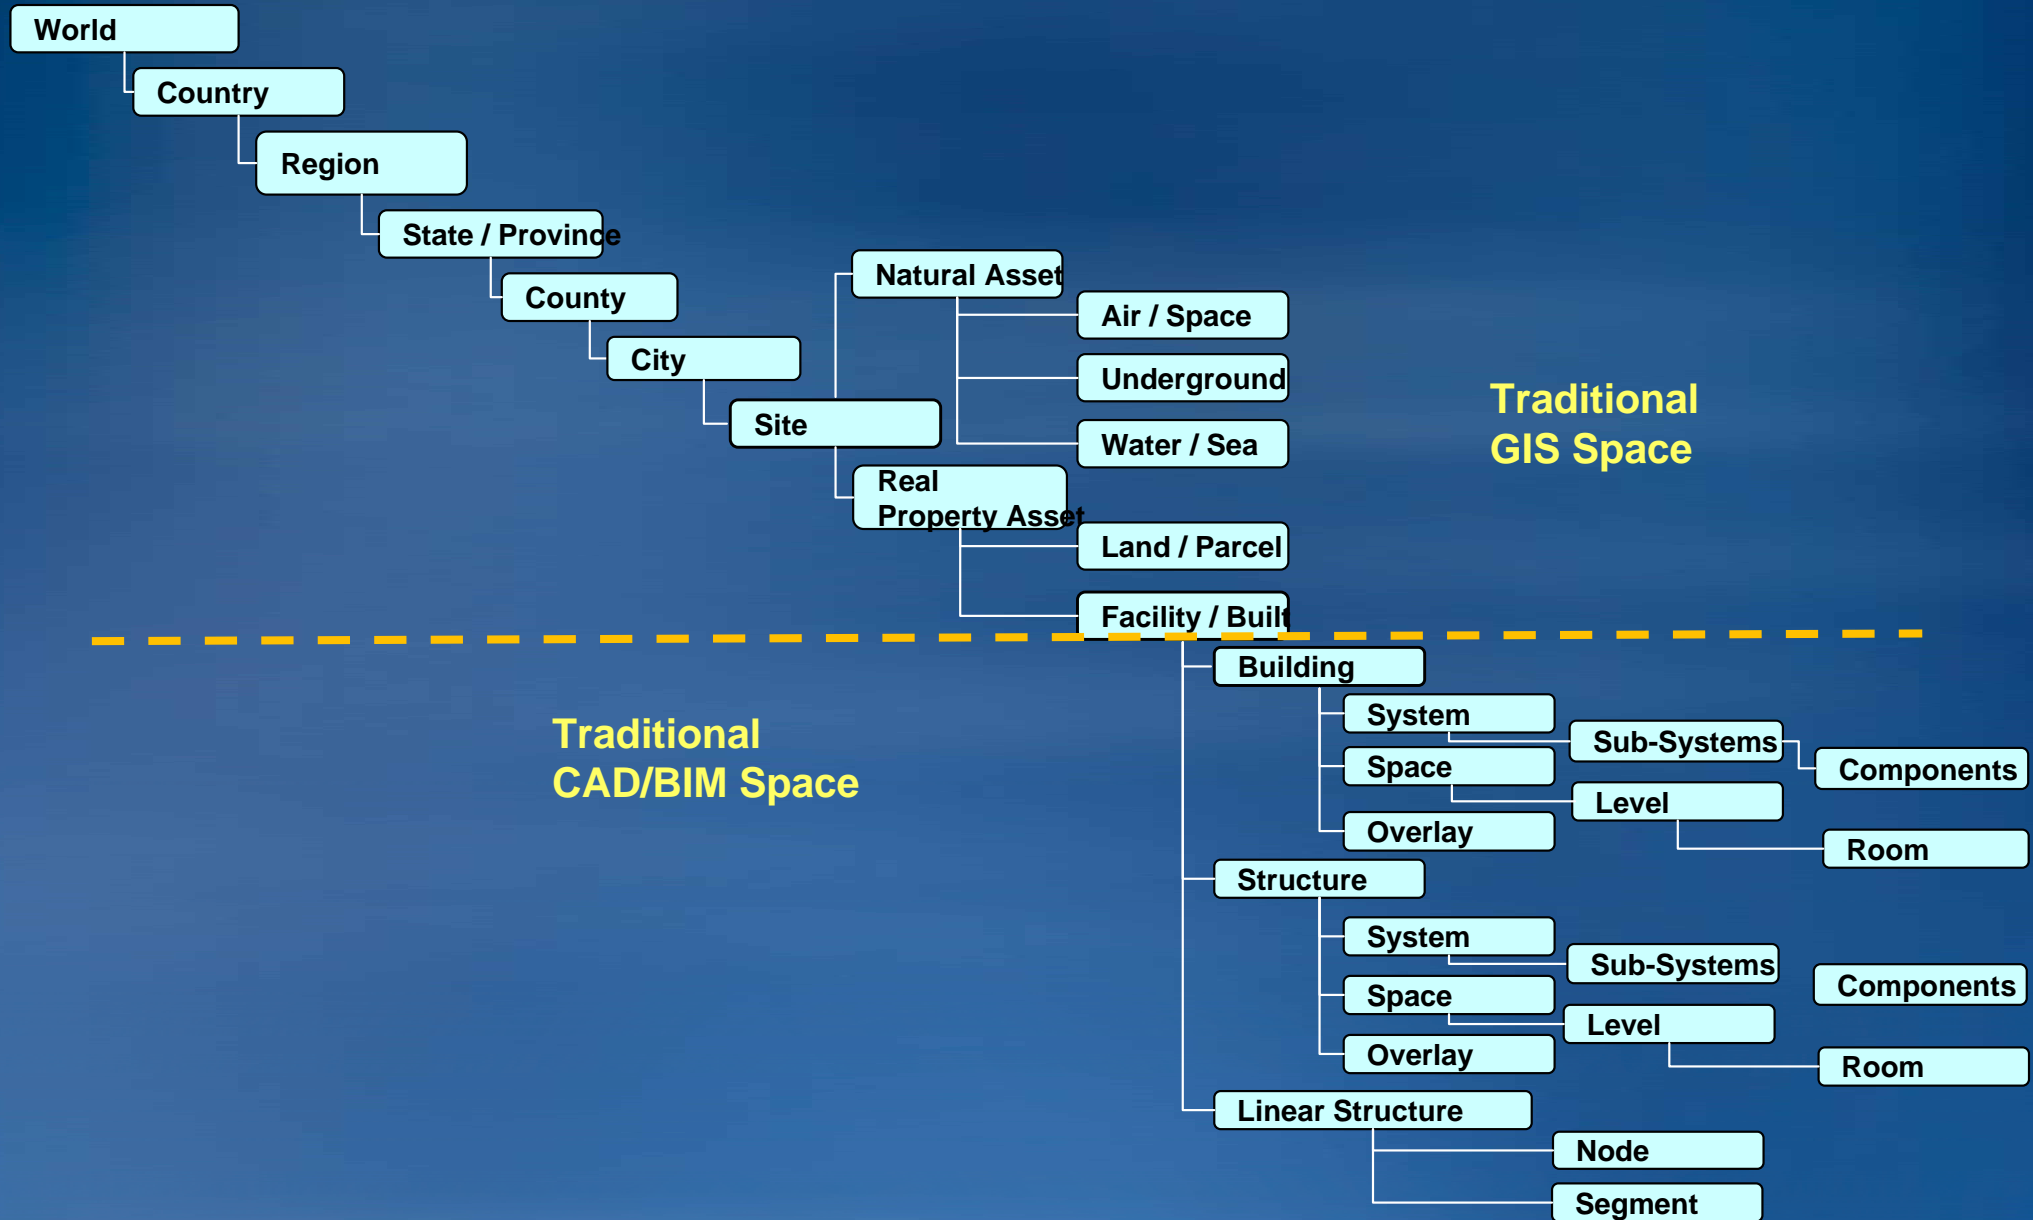 World
Country
Region
State / Province
County
City
Site
Natural Asset
Air / Space
Underground
Water / Sea
Real
Property Asset
Land / Parcel
Facility / Built
Traditional
GIS Space
Traditional
CAD/BIM Space
Building
System
Sub-Systems
Components
Space
Level
Room
Overlay
Structure
System
Sub-Systems
Components
Space
Level
Room
Overlay
Linear Structure
Node
Segment